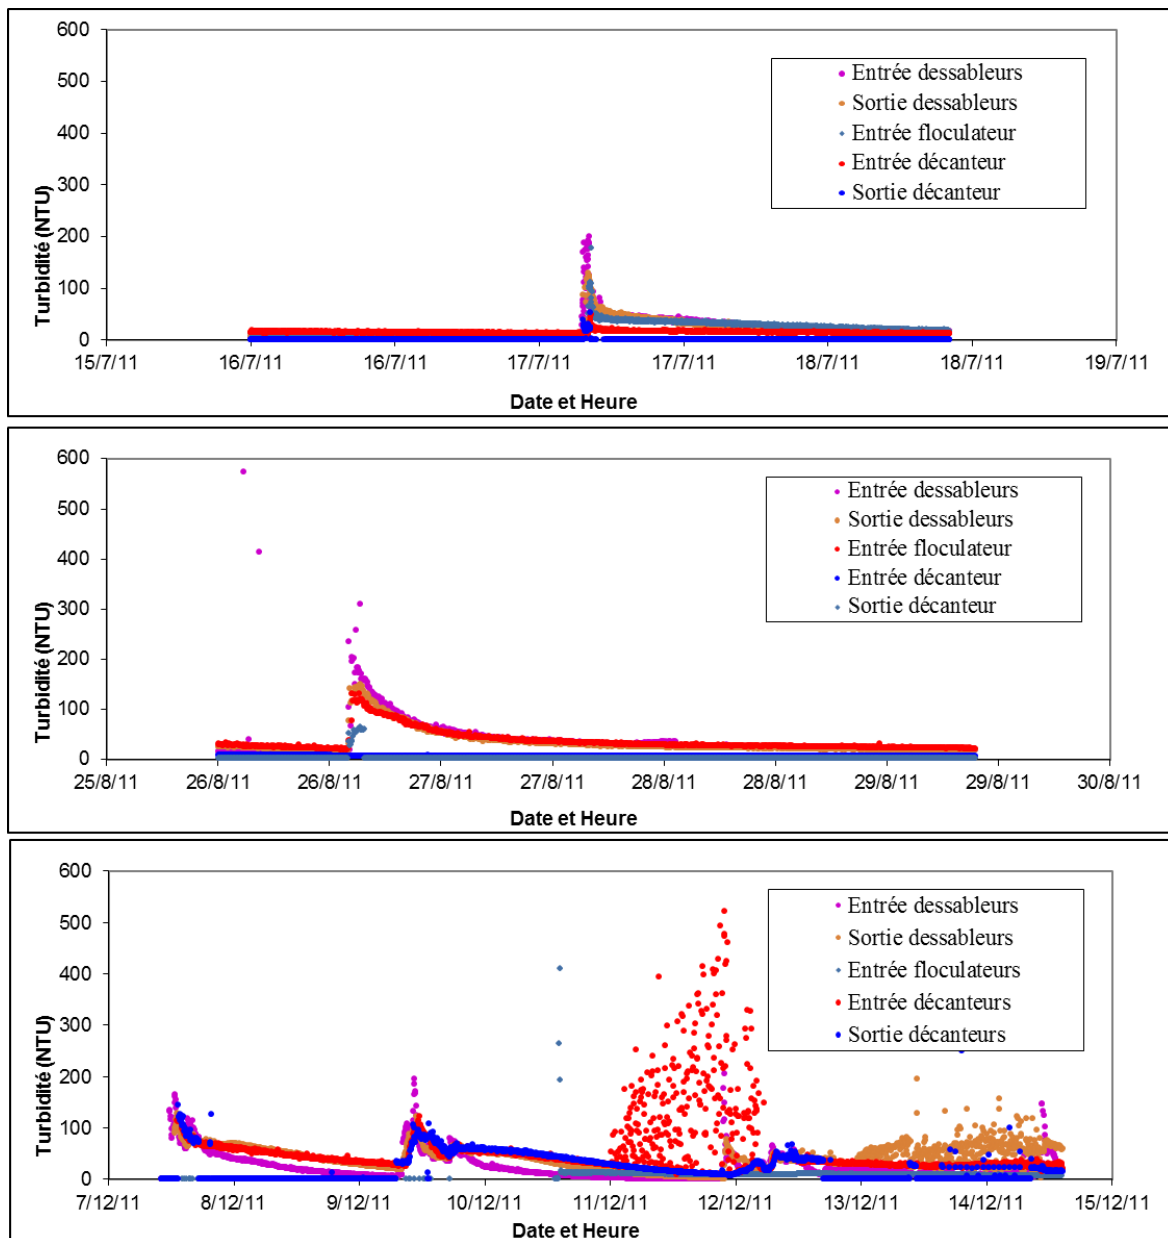 600
500
400
300
200
100
0
Turbidité (NTU)
Entrée dessableurs
Sortie dessableurs
Entrée floculateur
Entrée décanteur
Sortie décanteur
15/7/11 16/7/11 16/7/11 17/7/11 17/7/11 18/7/11 18/7/11 19/7/11
Date et Heure
600
500
400
300
200
100
0
Turbidité (NTU)
Entrée dessableurs
Sortie dessableurs
Entrée floculateur
Entrée décanteur
Sortie décanteur
25/8/11 26/8/11 26/8/11 27/8/11 27/8/11 28/8/11 28/8/11 29/8/11 29/8/11 30/8/11
Date et Heure
600
500
400
300
200
100
0
Turbidité (NTU)
Entrée dessableurs
Sortie dessableurs
Entrée floculateurs
Entrée décanteurs
Sortie décanteurs
7/12/11 8/12/11 9/12/11 10/12/11 11/12/11 12/12/11 13/12/11 14/12/11 15/12/11
Date et Heure